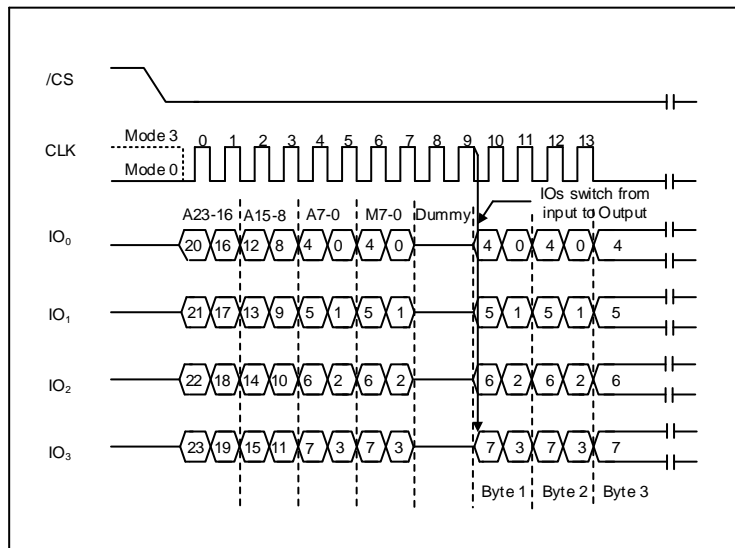 /CS
Mode 3 0 1 2 3 4 5 6 7 8 9 10 11 12 13
CLK
Mode 0
IOs switch from
input to Output
A23-16 A15-8 A7-0 M7-0 Dummy
IO0 20 16 12 8 4 0 4 0 4 0 4 0 4
IO1 21 17 13 9 5 1 5 1 5 1 5 1 5
IO2 22 18 14 10 6 2 6 2 6 2 6 2 6
IO3 23 19 15 11 7 3 7 3 7 3 7 3 7
Byte 1 Byte 2 Byte 3